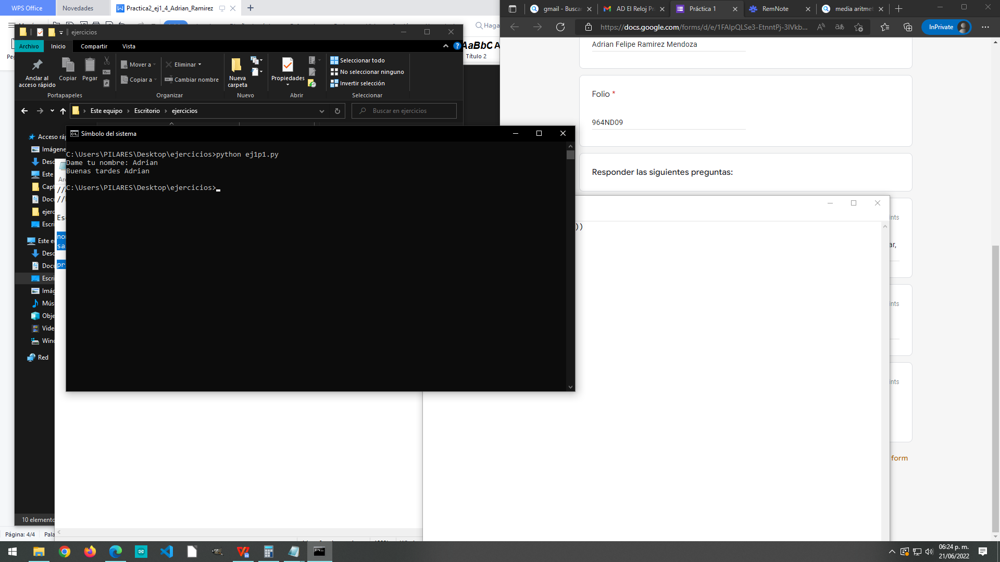 WPS Office
Novedades
Practica2_ej1_4_Adrian_Ramirez
gmail - Busca
AD El Reloj Pra
Práctica 1
RemNote
media aritmet
https://docs.google.com/forms/d/e/1FAIpQLSe3-EtnntPj-3IVkb...
InPrivate
Haga
ejercicios
Archivo
Inicio
Compartir
Vista
AaBbC
Título 2
Anclar al acceso rápido
Copiar
Pegar
Mover a
Copiar a
Eliminar
Cambiar nombre
Nueva carpeta
Propiedades
Seleccionar todo
No seleccionar ninguno
Invertir selección
Portapapeles
Organizar
Nuevo
Abrir
Seleccionar
Este equipo
Escritorio
ejercicios
Buscar en ejercicios
Adrian Felipe Ramirez Mendoza
Folio *
964ND09
Responder las siguientes preguntas:
Símbolo del sistema
C:\Users\PILARES\Desktop\ejercicios>python ej1p1.py
Dame tu nombre: Adrian
Buenas tardes Adrian
C:\Users\PILARES\Desktop\ejercicios>
Acceso ráp
Imágene
Desc
Este
Capt
Docu
ejerc
Escri
Este e
Desc
Docu
Escri
Imág
Mús
Obje
Vide
Winc
Red
10 elemento
Página: 4/4
Pala
))
form
06:24 p. m.
21/06/2022